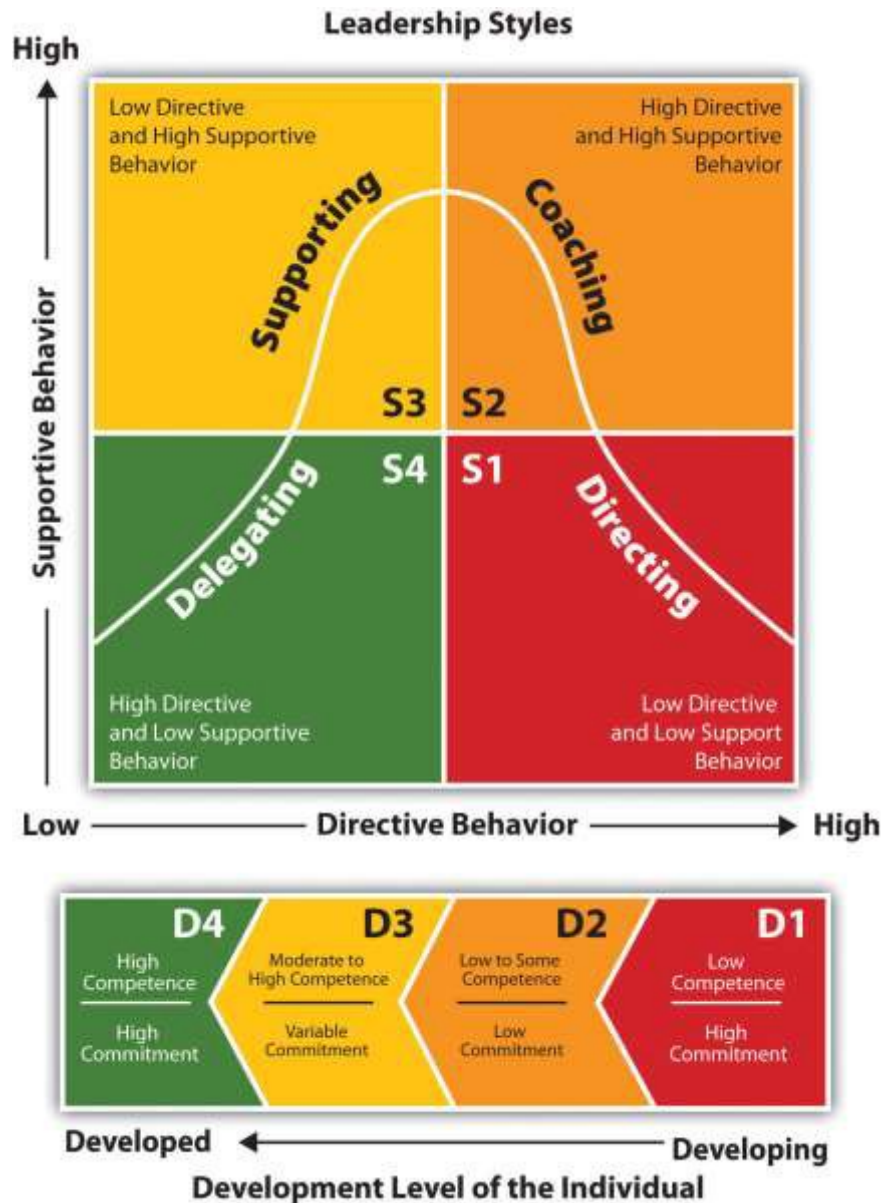 Leadership Styles
High
Low Directive
and High Supportive
Behavior
High Directive
and High Supportive
Behavior
Supporting
Coaching
Supportive Behavior
S3
S2
S4
S1
Delegating
Directing
High Directive
and Low Supportive
Behavior
Low Directive
and Low Support
Behavior
Low
Directive Behavior
High
D4
High
Competence
High
Commitment
D3
Moderate to
High Competence
Variable
Commitment
D2
Low to Some
Competence
Low
Commitment
D1
Low
Competence
High
Commitment
Developed
Developing
Development Level of the Individual